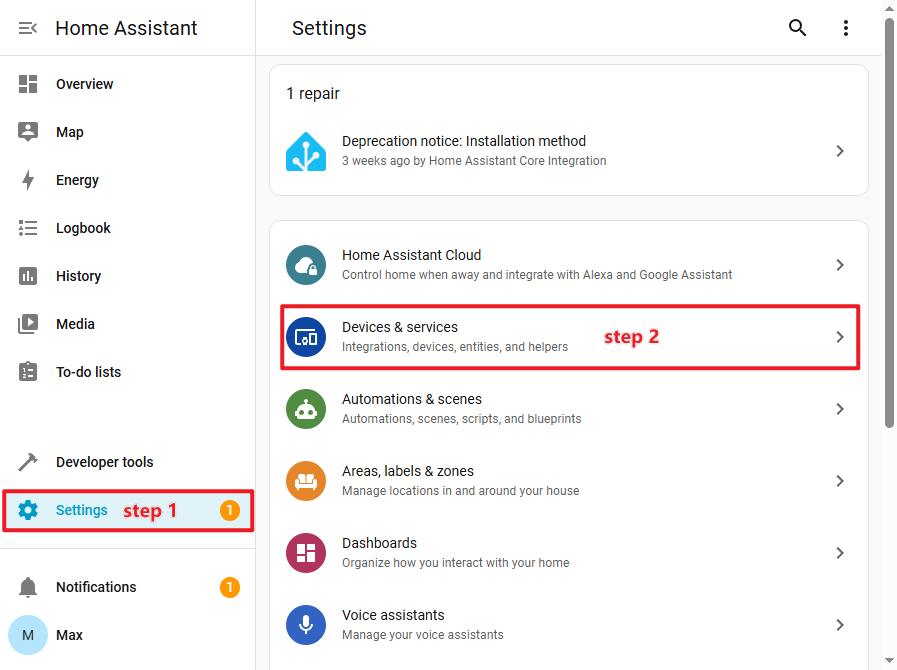 Home Assistant
Overview
Map
Energy
Logbook
History
Media
To-do lists
Developer tools
Settings step 1 1
Notifications 1
M Max
Settings
1 repair
Deprecation notice: Installation method
3 weeks ago by Home Assistant Core Integration
Home Assistant Cloud
Control home when away and integrate with Alexa and Google Assistant
Devices & services
Integrations, devices, entities, and helpers
step 2
Automations & scenes
Automations, scenes, scripts, and blueprints
Areas, labels & zones
Manage locations in and around your house
Dashboards
Organize how you interact with your home
Voice assistants
Manage your voice assistants